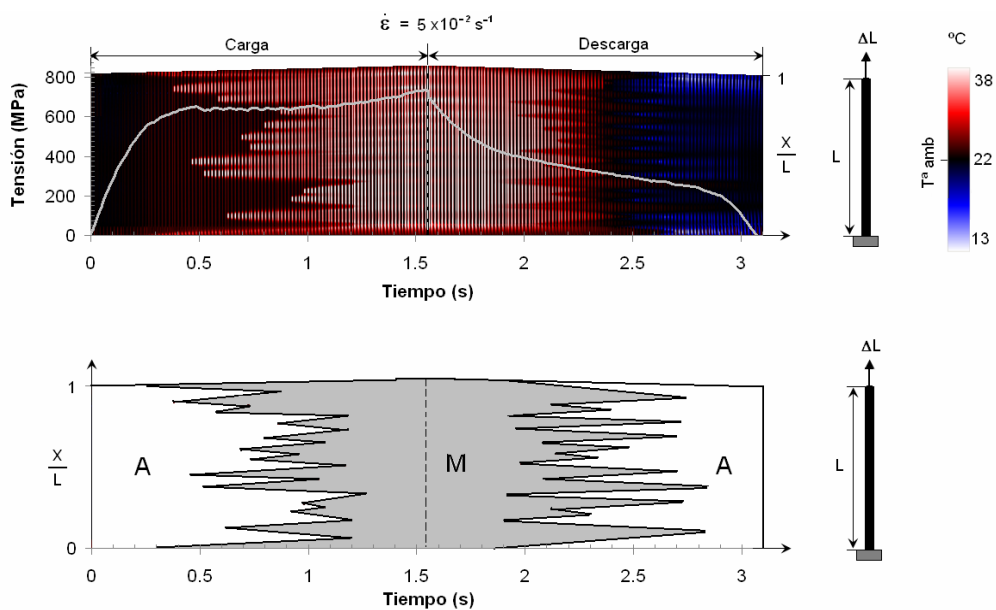 ε̇ = 5 x10⁻² s⁻¹
Carga
Descarga
Tensión (MPa)
800
600
400
200
0
1
X
L
0 0.5 1 1.5 2 2.5 3
Tiempo (s)
ΔL
L
ºC
38
Tª amb
22
13
1
X
L
0
A
M
A
0 0.5 1 1.5 2 2.5 3
Tiempo (s)
ΔL
L